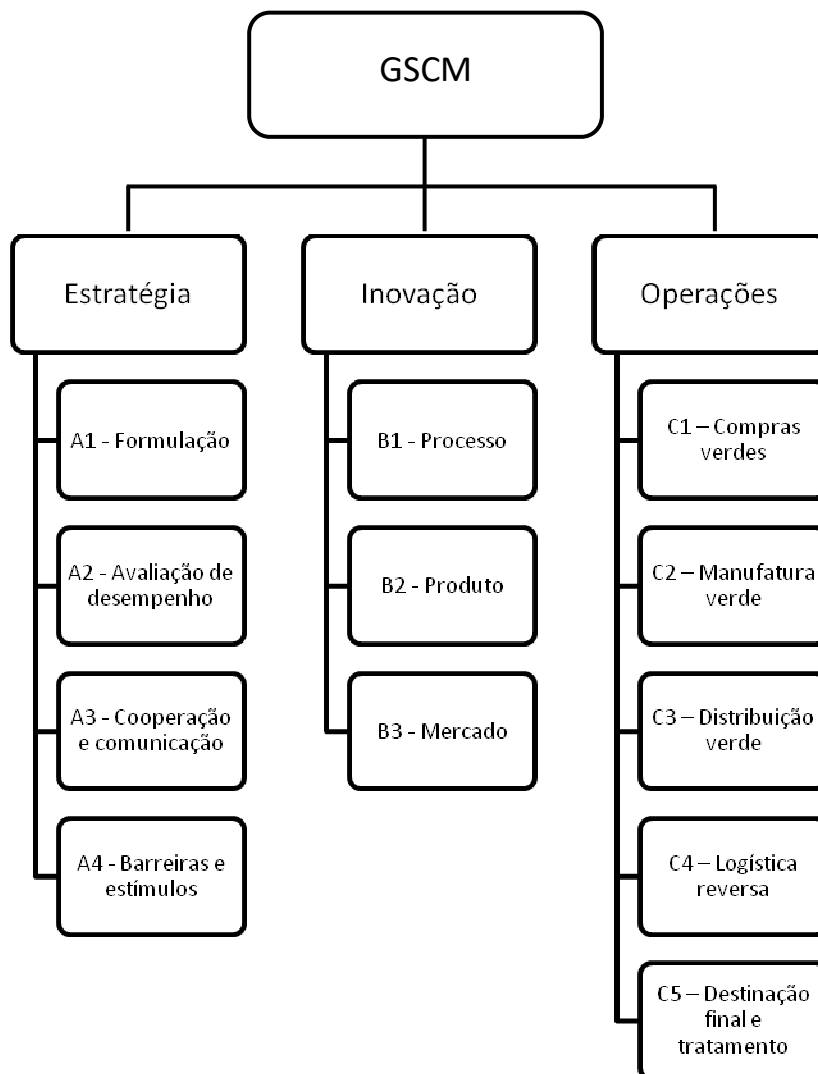 GSCM
Estratégia
Inovação
Operações
A1 - Formulação
A2 - Avaliação de
desempenho
A3 - Cooperação
e comunicação
A4 - Barreiras e
estímulos
B1 - Processo
B2 - Produto
B3 - Mercado
C1 – Compras
verdes
C2 – Manufatura
verde
C3 – Distribuição
verde
C4 – Logística
reversa
C5 – Destinação
final e
tratamento